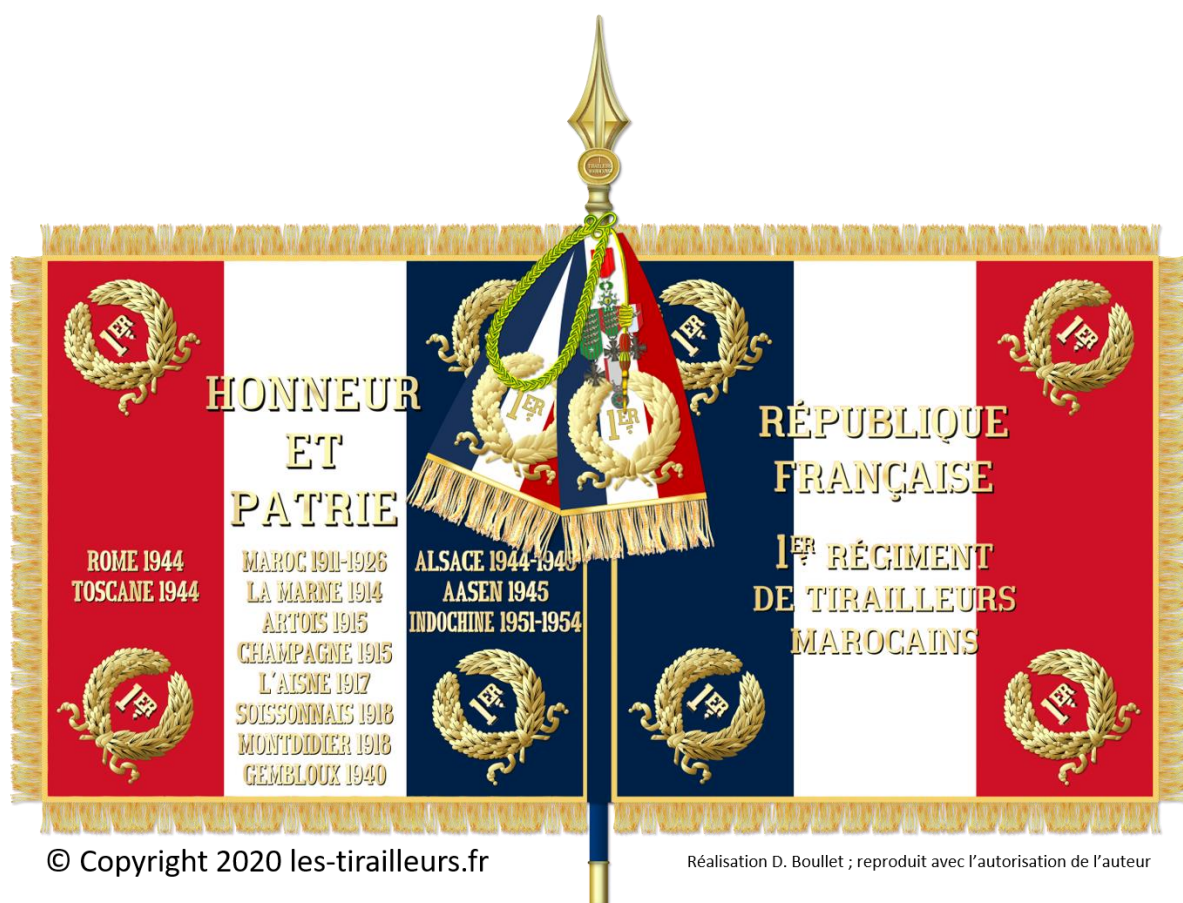 1ER
1ER
1ER
1ER
1ER
1ER
HONNEUR
ET
PATRIE
ROME 1944
TOSCANE 1944
MAROC 1911-1926
LA MARNE 1914
ARTOIS 1915
CHAMPAGNE 1915
L'AISNE 1917
SOISSONNAIS 1918
MONTDIDIER 1918
GEMBLOUX 1940
ALSACE 1944-1945
AASEN 1945
INDOCHINE 1951-1954
1ER
1ER
RÉPUBLIQUE
FRANÇAISE
1ER RÉGIMENT
DE TIRAILLEURS
MAROCAINS
1ER
1ER
© Copyright 2020 les-tirailleurs.fr
Réalisation D. Boullet ; reproduit avec l'autorisation de l'auteur